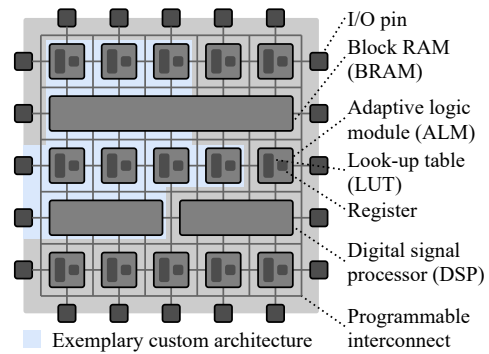 I/O pin
Block RAM
(BRAM)
Adaptive logic
module (ALM)
Look-up table
(LUT)
Register
Digital signal
processor (DSP)
Programmable
interconnect
Exemplary custom architecture